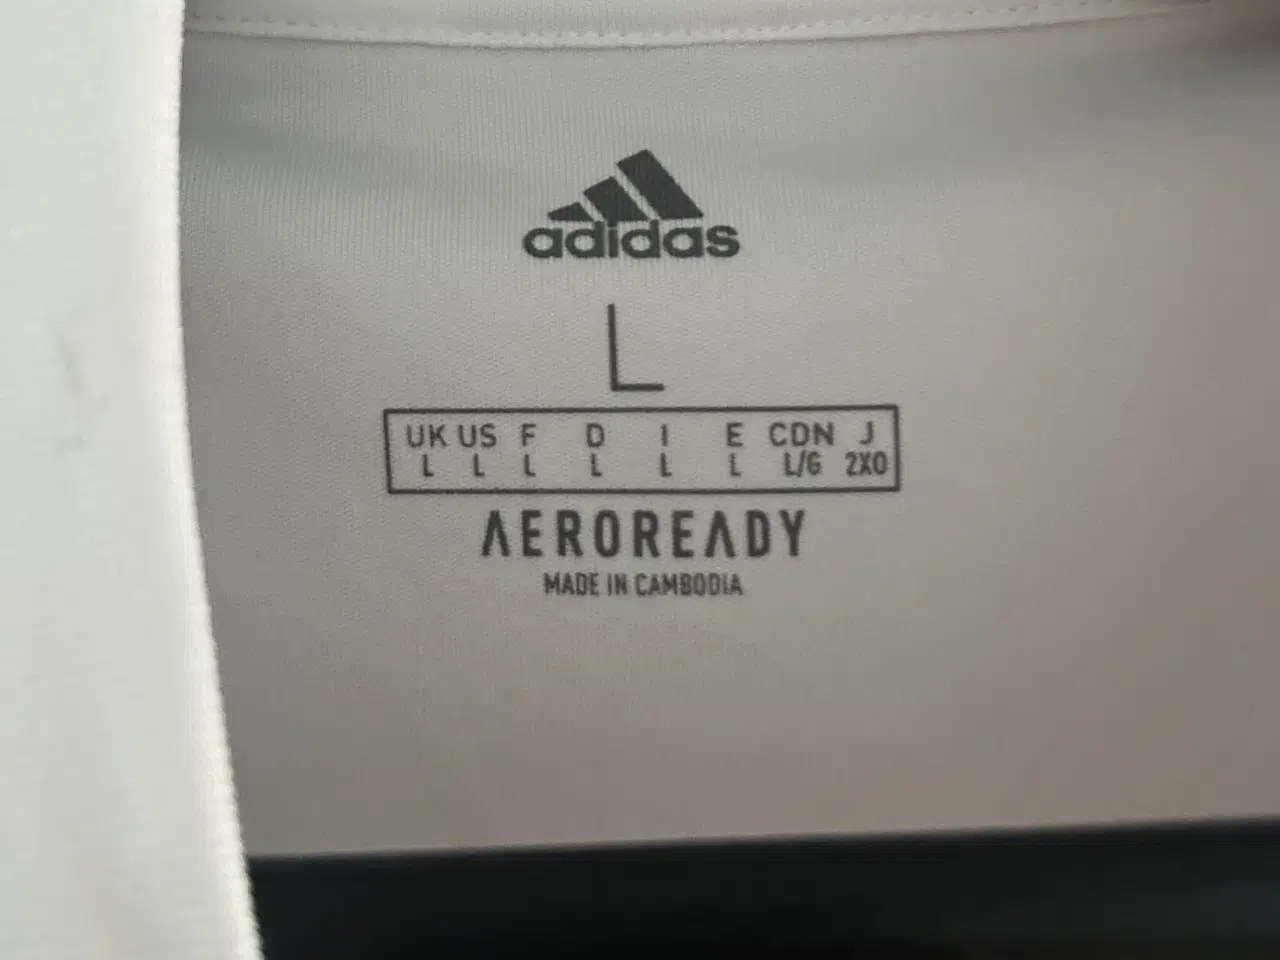 adidas
L
UK US F D I E CDN J
L L L L L L L/G 2XO
AEROREADY
MADE IN CAMBODIA